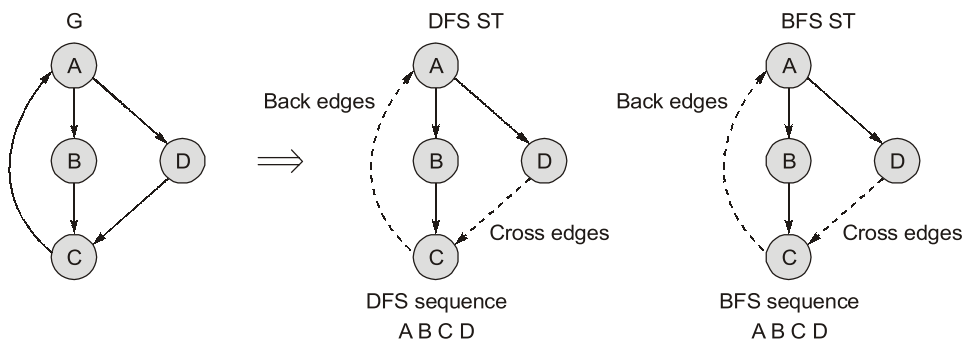 G
A
B
D
C
DFS ST
A
Back edges
B
D
Cross edges
C
DFS sequence
A B C D
BFS ST
A
Back edges
B
D
Cross edges
C
BFS sequence
A B C D